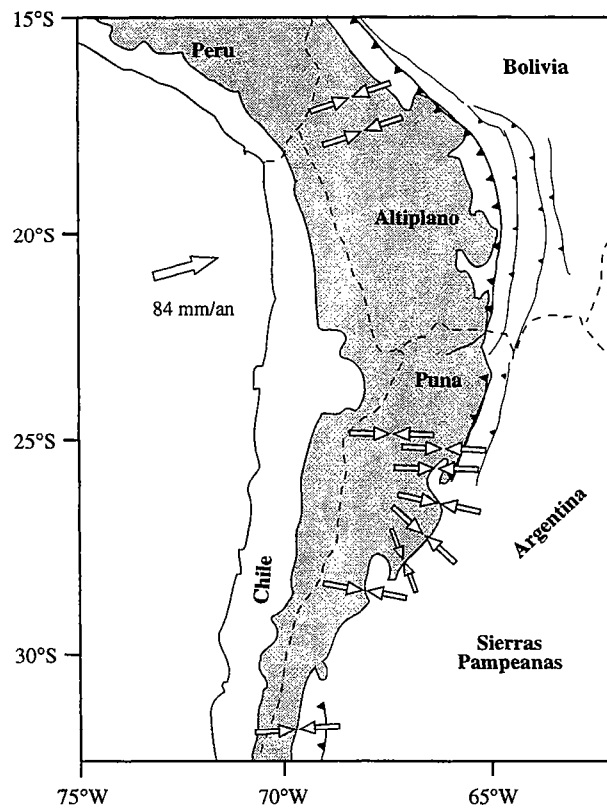 15°S
Peru
Bolivia
Altiplano
20°S
84 mm/an
Puna
25°S
Argentina
Chile
Sierras
Pampeanas
30°S
75°W
70°W
65°W